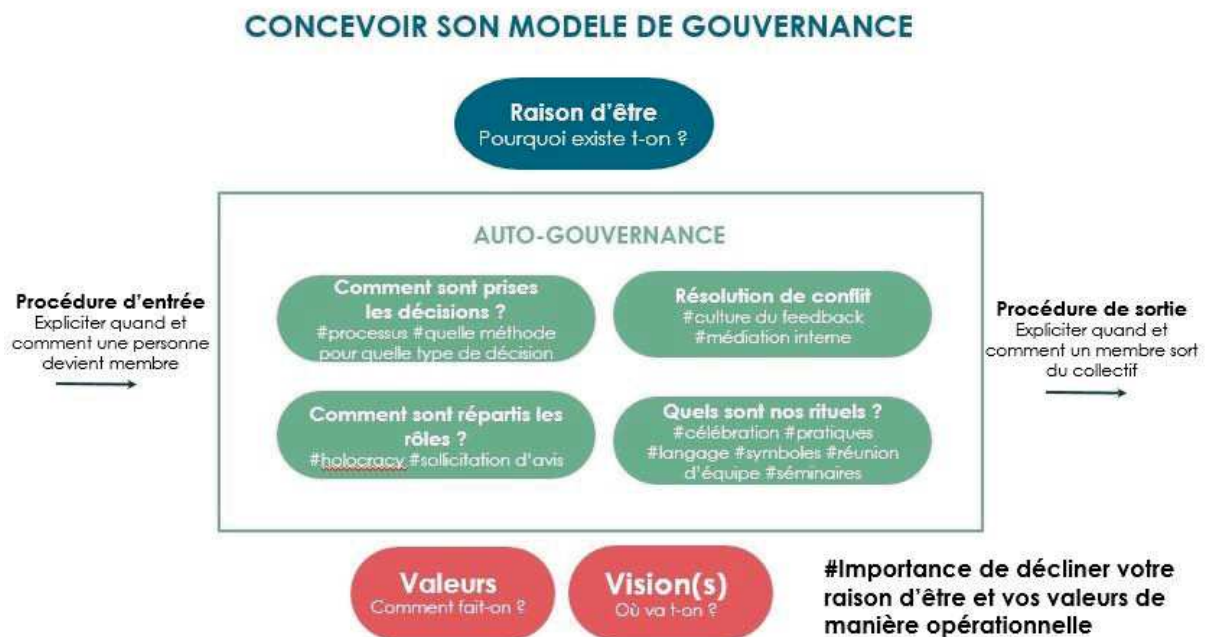 CONCEVOIR SON MODELE DE GOUVERNANCE
Raison d'être
Pourquoi existe t-on ?
AUTO-GOUVERNANCE
Procédure d'entrée
Expliciter quand et
comment une personne
devient membre
Comment sont prises
les décisions ?
#processus #quelle méthode
pour quelle type de décision
Résolution de conflit
#culture du feedback
#médiation interne
Comment sont répartis les
rôles ?
#holocracy #sollicitation d'avis
Quels sont nos rituels ?
#célébration #pratiques
#langage #symboles #réunion
d'équipe #séminaires
Procédure de sortie
Expliciter quand et
comment un membre sort
du collectif
Valeurs
Comment fait-on ?
Vision(s)
Où va t-on ?
#Importance de décliner votre
raison d'être et vos valeurs de
manière opérationnelle